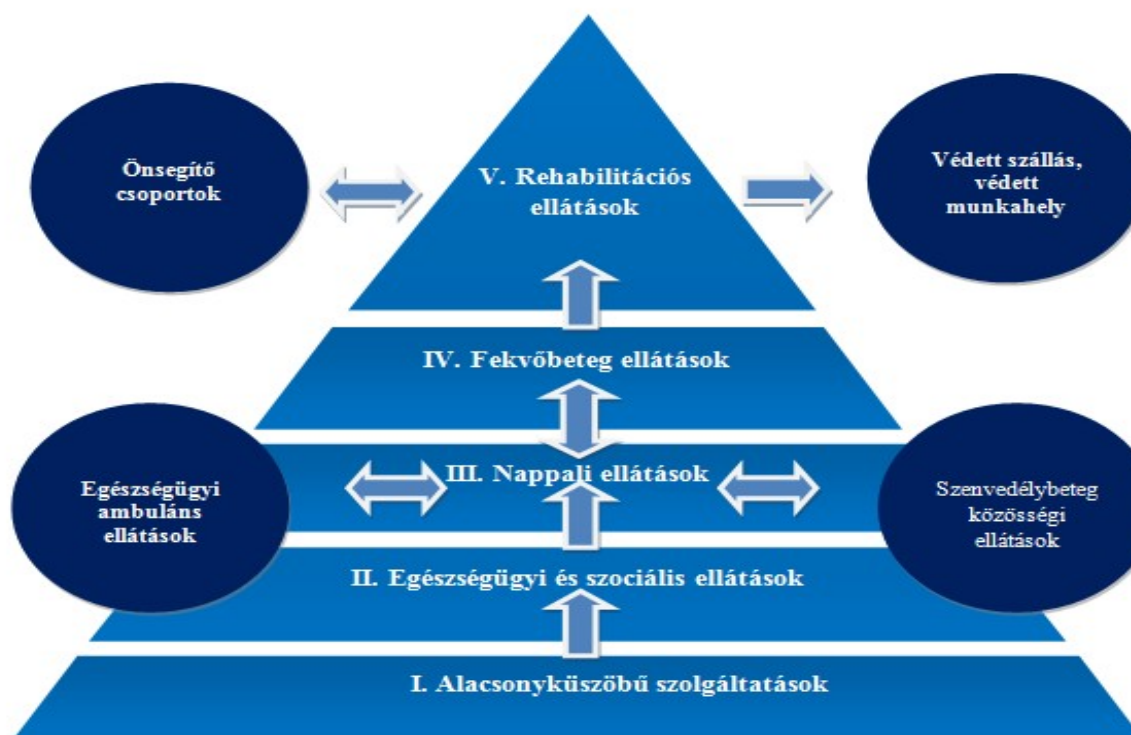 Önsegítő
csoportok
V. Rehabilitációs
ellátások
Védett szállás,
védett
munkahely
IV. Fekvőbeteg ellátások
Egészségügyi
ambuláns
ellátások
III. Nappali ellátások
Szenvedélybeteg
közösségi
ellátások
II. Egészségügyi és szociális ellátások
I. Alacsonyküszöbű szolgáltatások